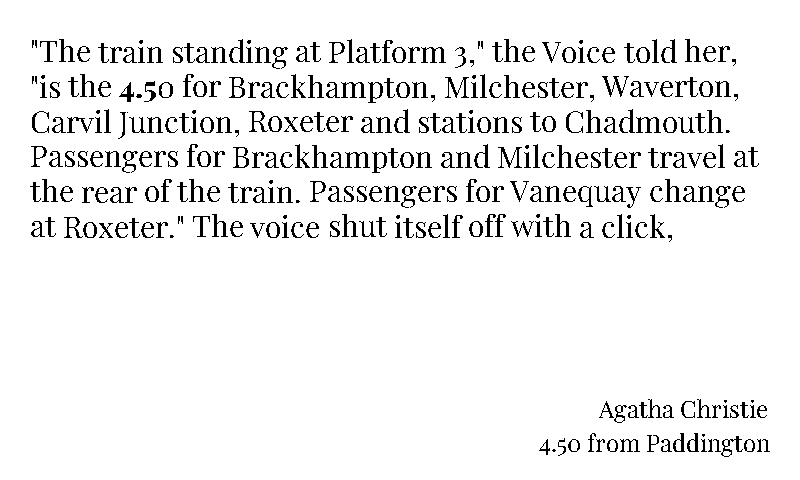 "The train standing at Platform 3," the Voice told her,
"is the 4.50 for Brackhampton, Milchester, Waverton,
Carvil Junction, Roxeter and stations to Chadmouth.
Passengers for Brackhampton and Milchester travel at
the rear of the train. Passengers for Vanequay change
at Roxeter." The voice shut itself off with a click,
Agatha Christie
4.50 from Paddington